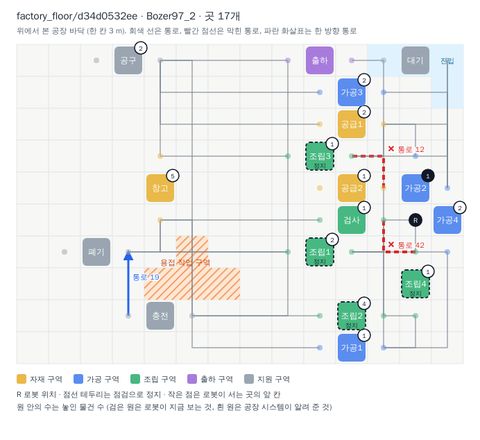 factory_floor/d34d0532ee · Bozer97_2 · 곳 17개
위에서 본 공장 바닥 (한 칸 3 m). 회색 선은 통로, 빨간 점선은 막힌 통로, 파란 화살표는 한 방향 통로
공구 2
출하
대기
진입
가공3 2
공급1 2
조립3 1
정지
✕ 통로 12
창고 5
공급2 1
가공2 1
검사 1
R
가공4 2
✕ 통로 42
폐기
용접 작업 구역
조립1 2
정지
통로 19
조립4 1
정지
충전
조립2 4
정지
가공1 1
자재 구역 가공 구역 조립 구역 출하 구역 지원 구역
R 로봇 위치 · 점선 테두리는 점검으로 정지 · 작은 점은 로봇이 서는 곳의 앞 칸
원 안의 수는 놓인 물건 수 (검은 원은 로봇이 지금 보는 것, 흰 원은 공장 시스템이 알려 준 것)